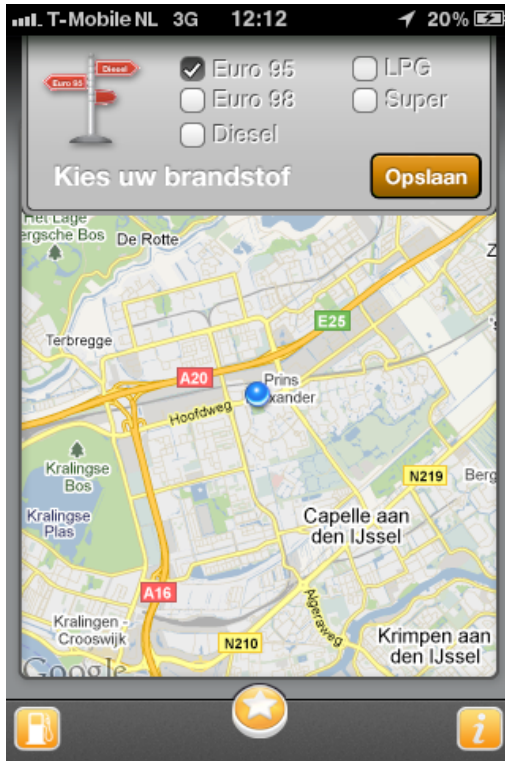 T-Mobile NL 3G 12:12 20%
Diesel
Euro 95
Euro 95 LPG
Euro 98 Super
Diesel
Kies uw brandstof Opslaan
Het Lage
ergsche Bos De Rotte
Z
E25
Terbregge
A20 Prins
xander
Hoofdweg
Kralingse
Bos
N219 Berg
Kralingse
Plas
Capelle aan
den IJssel
A16
Algeraweg
Kralingen -
Crooswijk
N210
Krimpen aan
den IJssel
Google
i